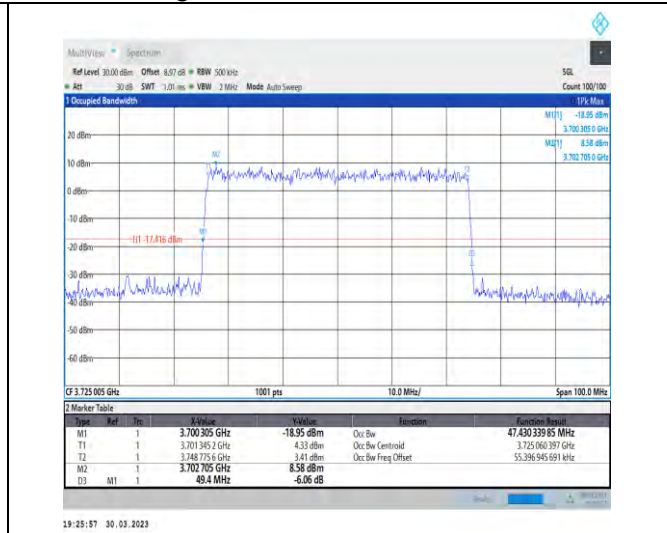 MultiView Spectrum
Ref Level 30.00 dBm Offset 8.97 dB RBW 500 kHz SGL
Att 30 dB SWT 1.01 ms VBW 2 MHz Mode Auto Sweep Count 100/100
1 Occupied Bandwidth 1Pk Max
M1[1] -18.95 dBm
3.700 305 0 GHz
M2[1] 8.58 dBm
3.702 705 0 GHz
20 dBm
M2
10 dBm
T1 T2
0 dBm
-10 dBm
M1
H1 -17.418 dBm
-20 dBm
D3
-30 dBm
-40 dBm
-50 dBm
-60 dBm
CF 3.725 005 GHz 1001 pts 10.0 MHz/ Span 100.0 MHz
2 Marker Table
Type Ref Trc X-Value Y-Value Function Function Result
M1 1 3.700 305 GHz -18.95 dBm Occ Bw 47.430 339 85 MHz
T1 1 3.701 345 2 GHz 4.33 dBm Occ Bw Centroid 3.725 060 397 GHz
T2 1 3.748 775 6 GHz 3.41 dBm Occ Bw Freq Offset 55.396 945 691 kHz
M2 1 3.702 705 GHz 8.58 dBm
D3 M1 1 49.4 MHz -6.06 dB
19:25:57 30.03.2023